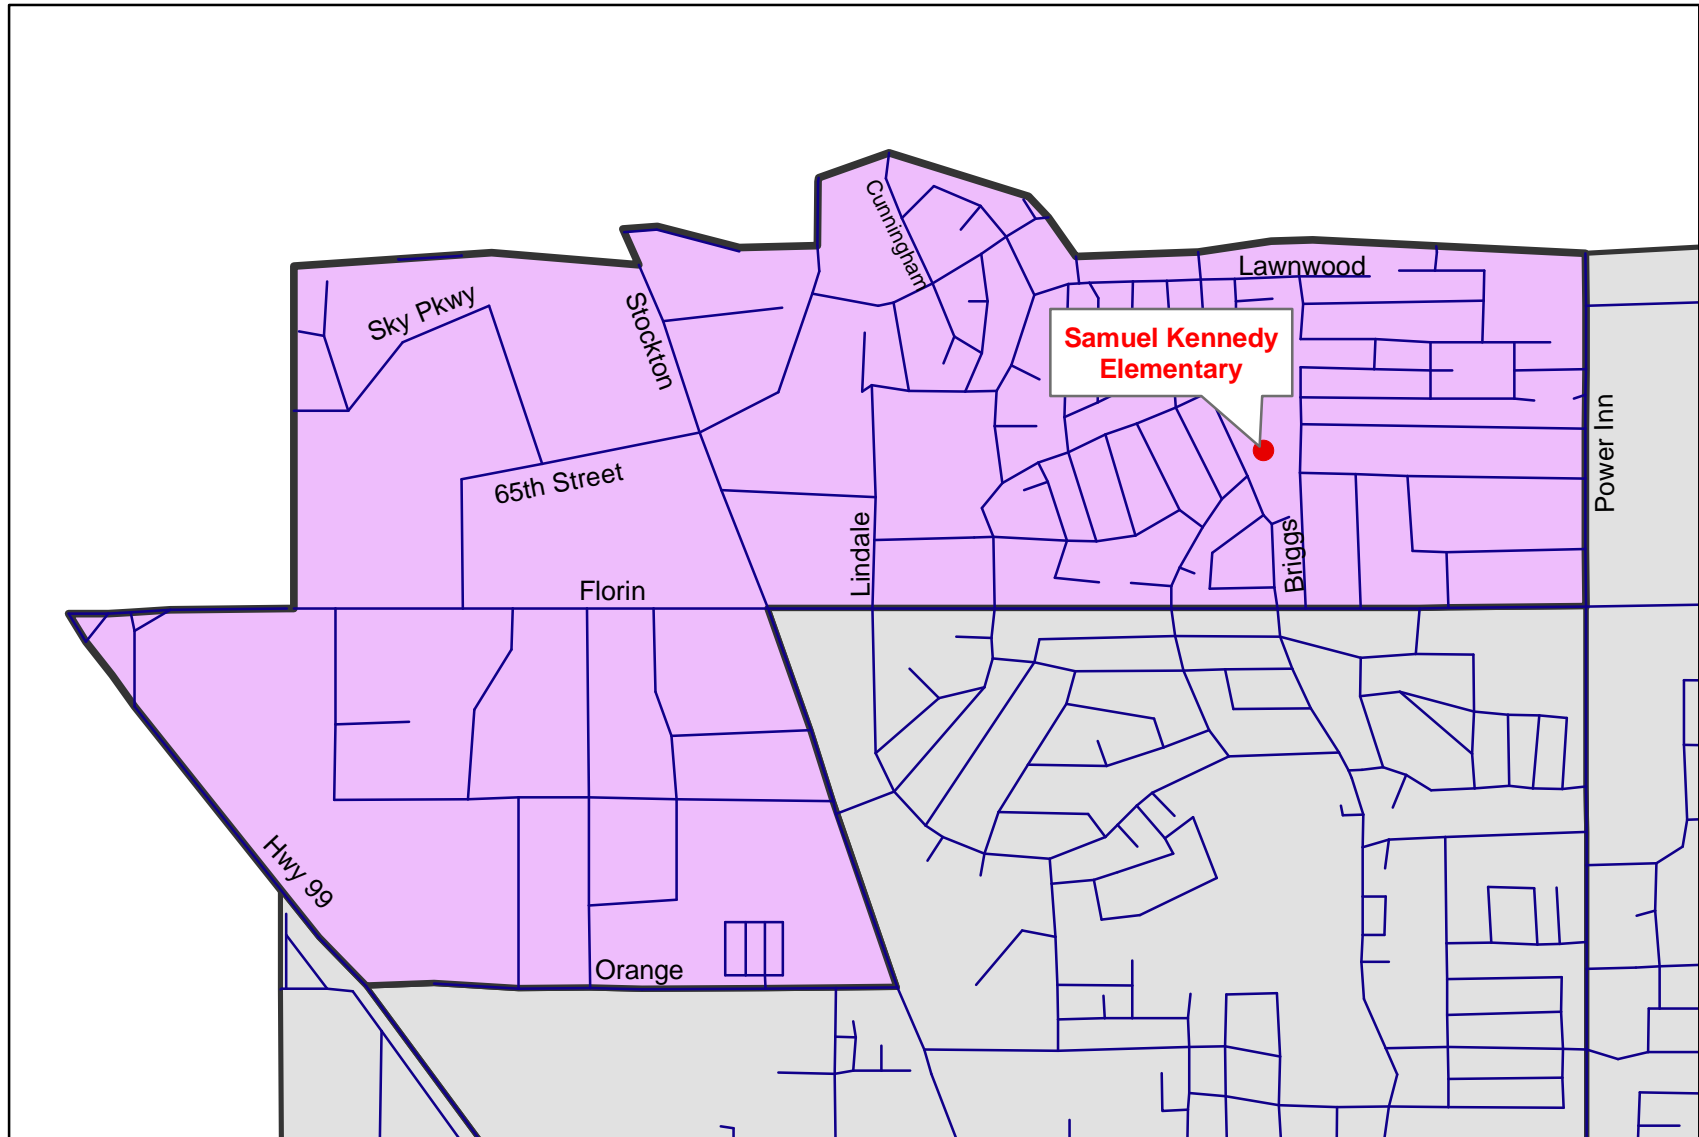 Cunningham
Lawnwood
Sky Pkwy
Stockton
Samuel Kennedy
Elementary
Power Inn
65th Street
Lindale
Briggs
Florin
Hwy 99
Orange